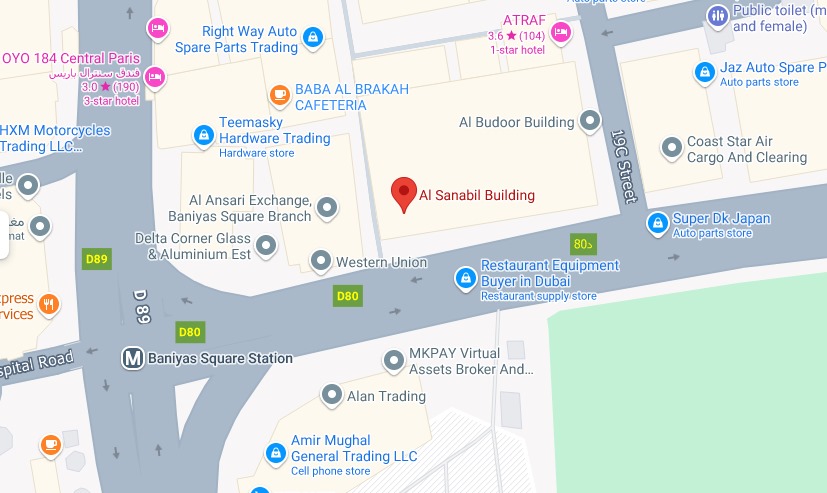 Auto parts store
Public toilet (m
and female)
ATRAF
3.6 ★ (104)
1-star hotel
Right Way Auto
Spare Parts Trading
OYO 184 Central Paris
فندق سنترال باريس
3.0 ★ (190)
3-star hotel
Jaz Auto Spare P
Auto parts store
BABA AL BRAKAH
CAFETERIA
HXM Motorcycles
Trading LLC...
Teemasky
Hardware Trading
Hardware store
Al Budoor Building
19C Street
Coast Star Air
Cargo And Clearing
Al Sanabil Building
Al Ansari Exchange,
Baniyas Square Branch
Super Dk Japan
Auto parts store
Delta Corner Glass
& Aluminium Est
80د
D89
Western Union
Restaurant Equipment
Buyer in Dubai
Restaurant supply store
D 89
D80
D80
xpress
rvices
M
Baniyas Square Station
spital Road
MKPAY Virtual
Assets Broker And...
Alan Trading
Amir Mughal
General Trading LLC
Cell phone store